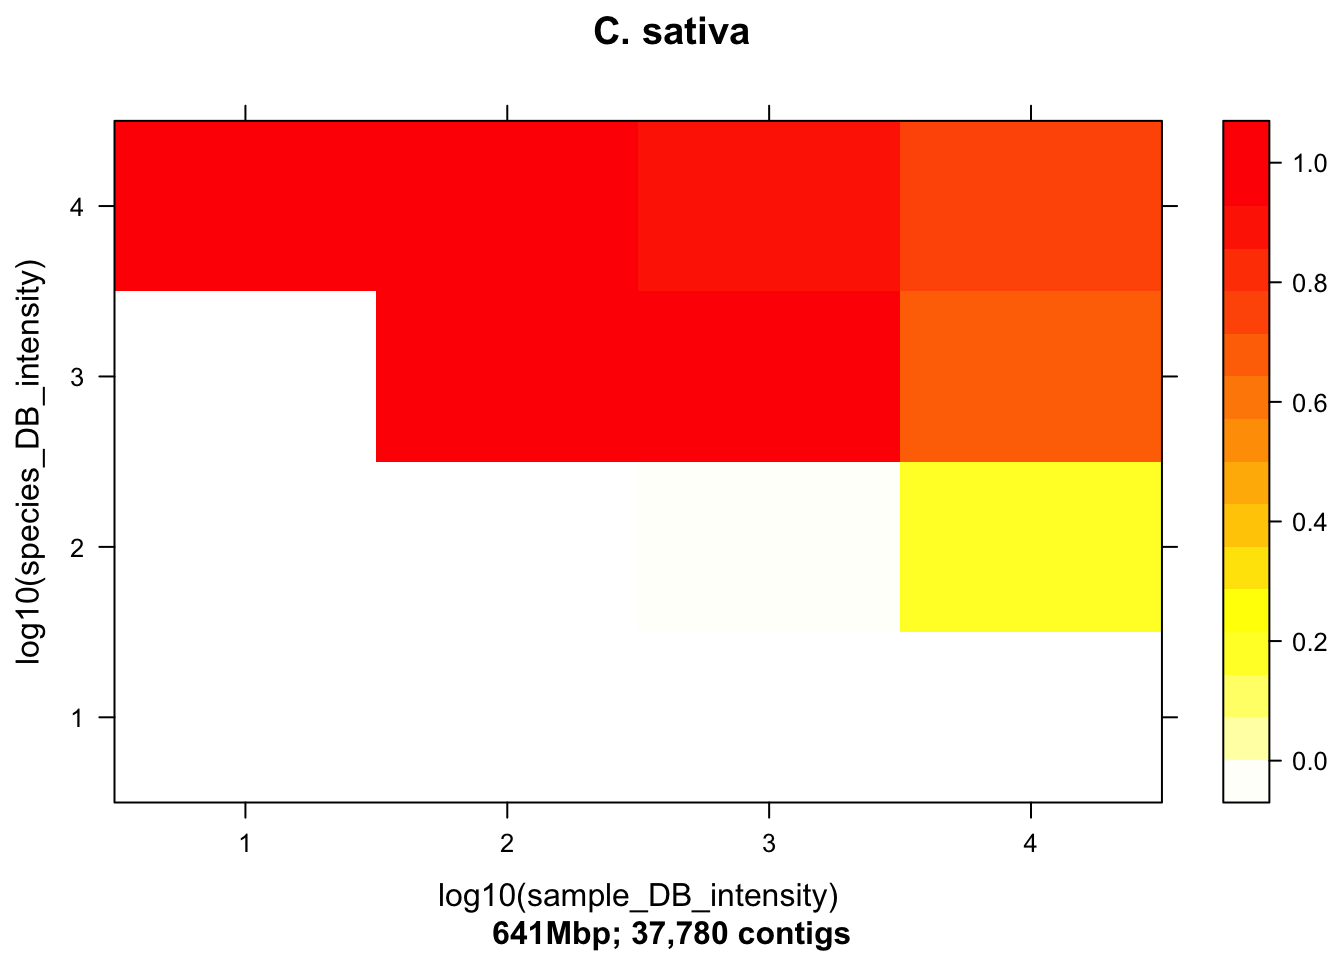 C. sativa
log10(species_DB_intensity)
4
3
2
1
1.0
0.8
0.6
0.4
0.2
0.0
1 2 3 4
log10(sample_DB_intensity)
641Mbp; 37,780 contigs